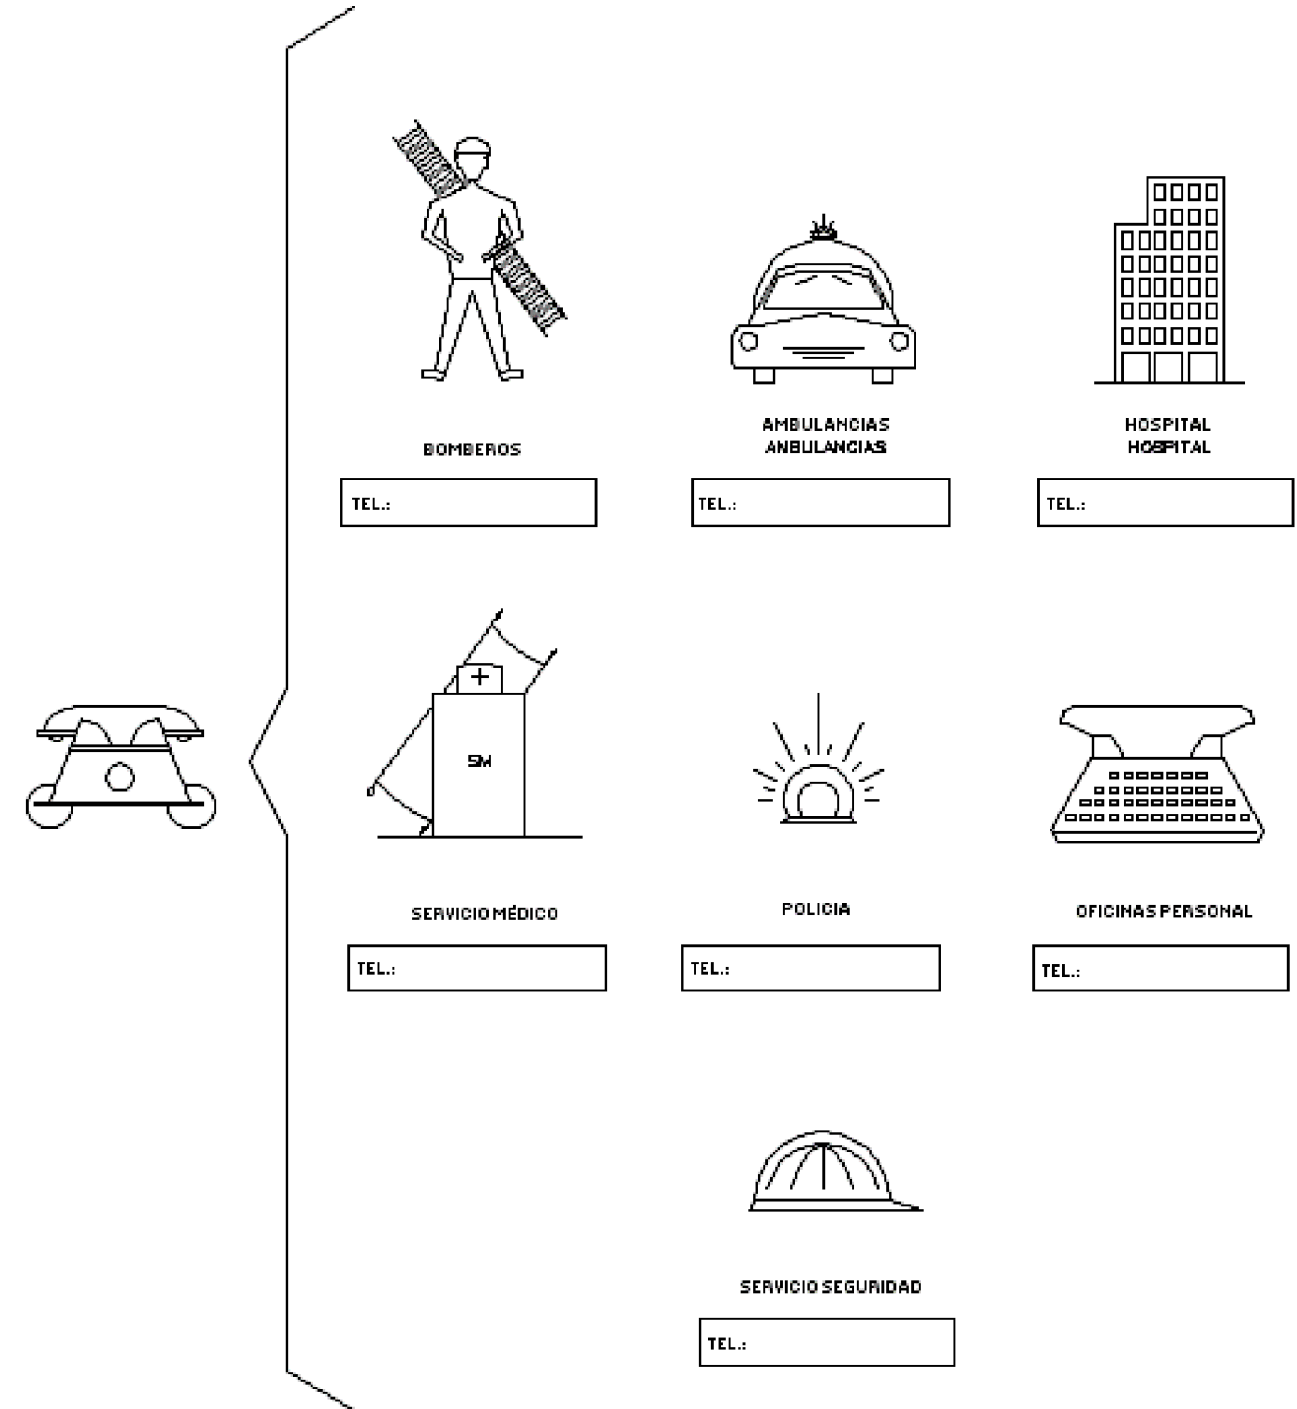 AMBULANCIAS
ANBULANCIAS
HOSPITAL
HOSPITAL
BOMBEROS
TEL.:
TEL.:
TEL.:
SM
SERVICIO MÉDICO
POLICIA
OFICINAS PERSONAL
TEL.:
TEL.:
TEL.:
SERVICIO SEGURIDAD
TEL.: